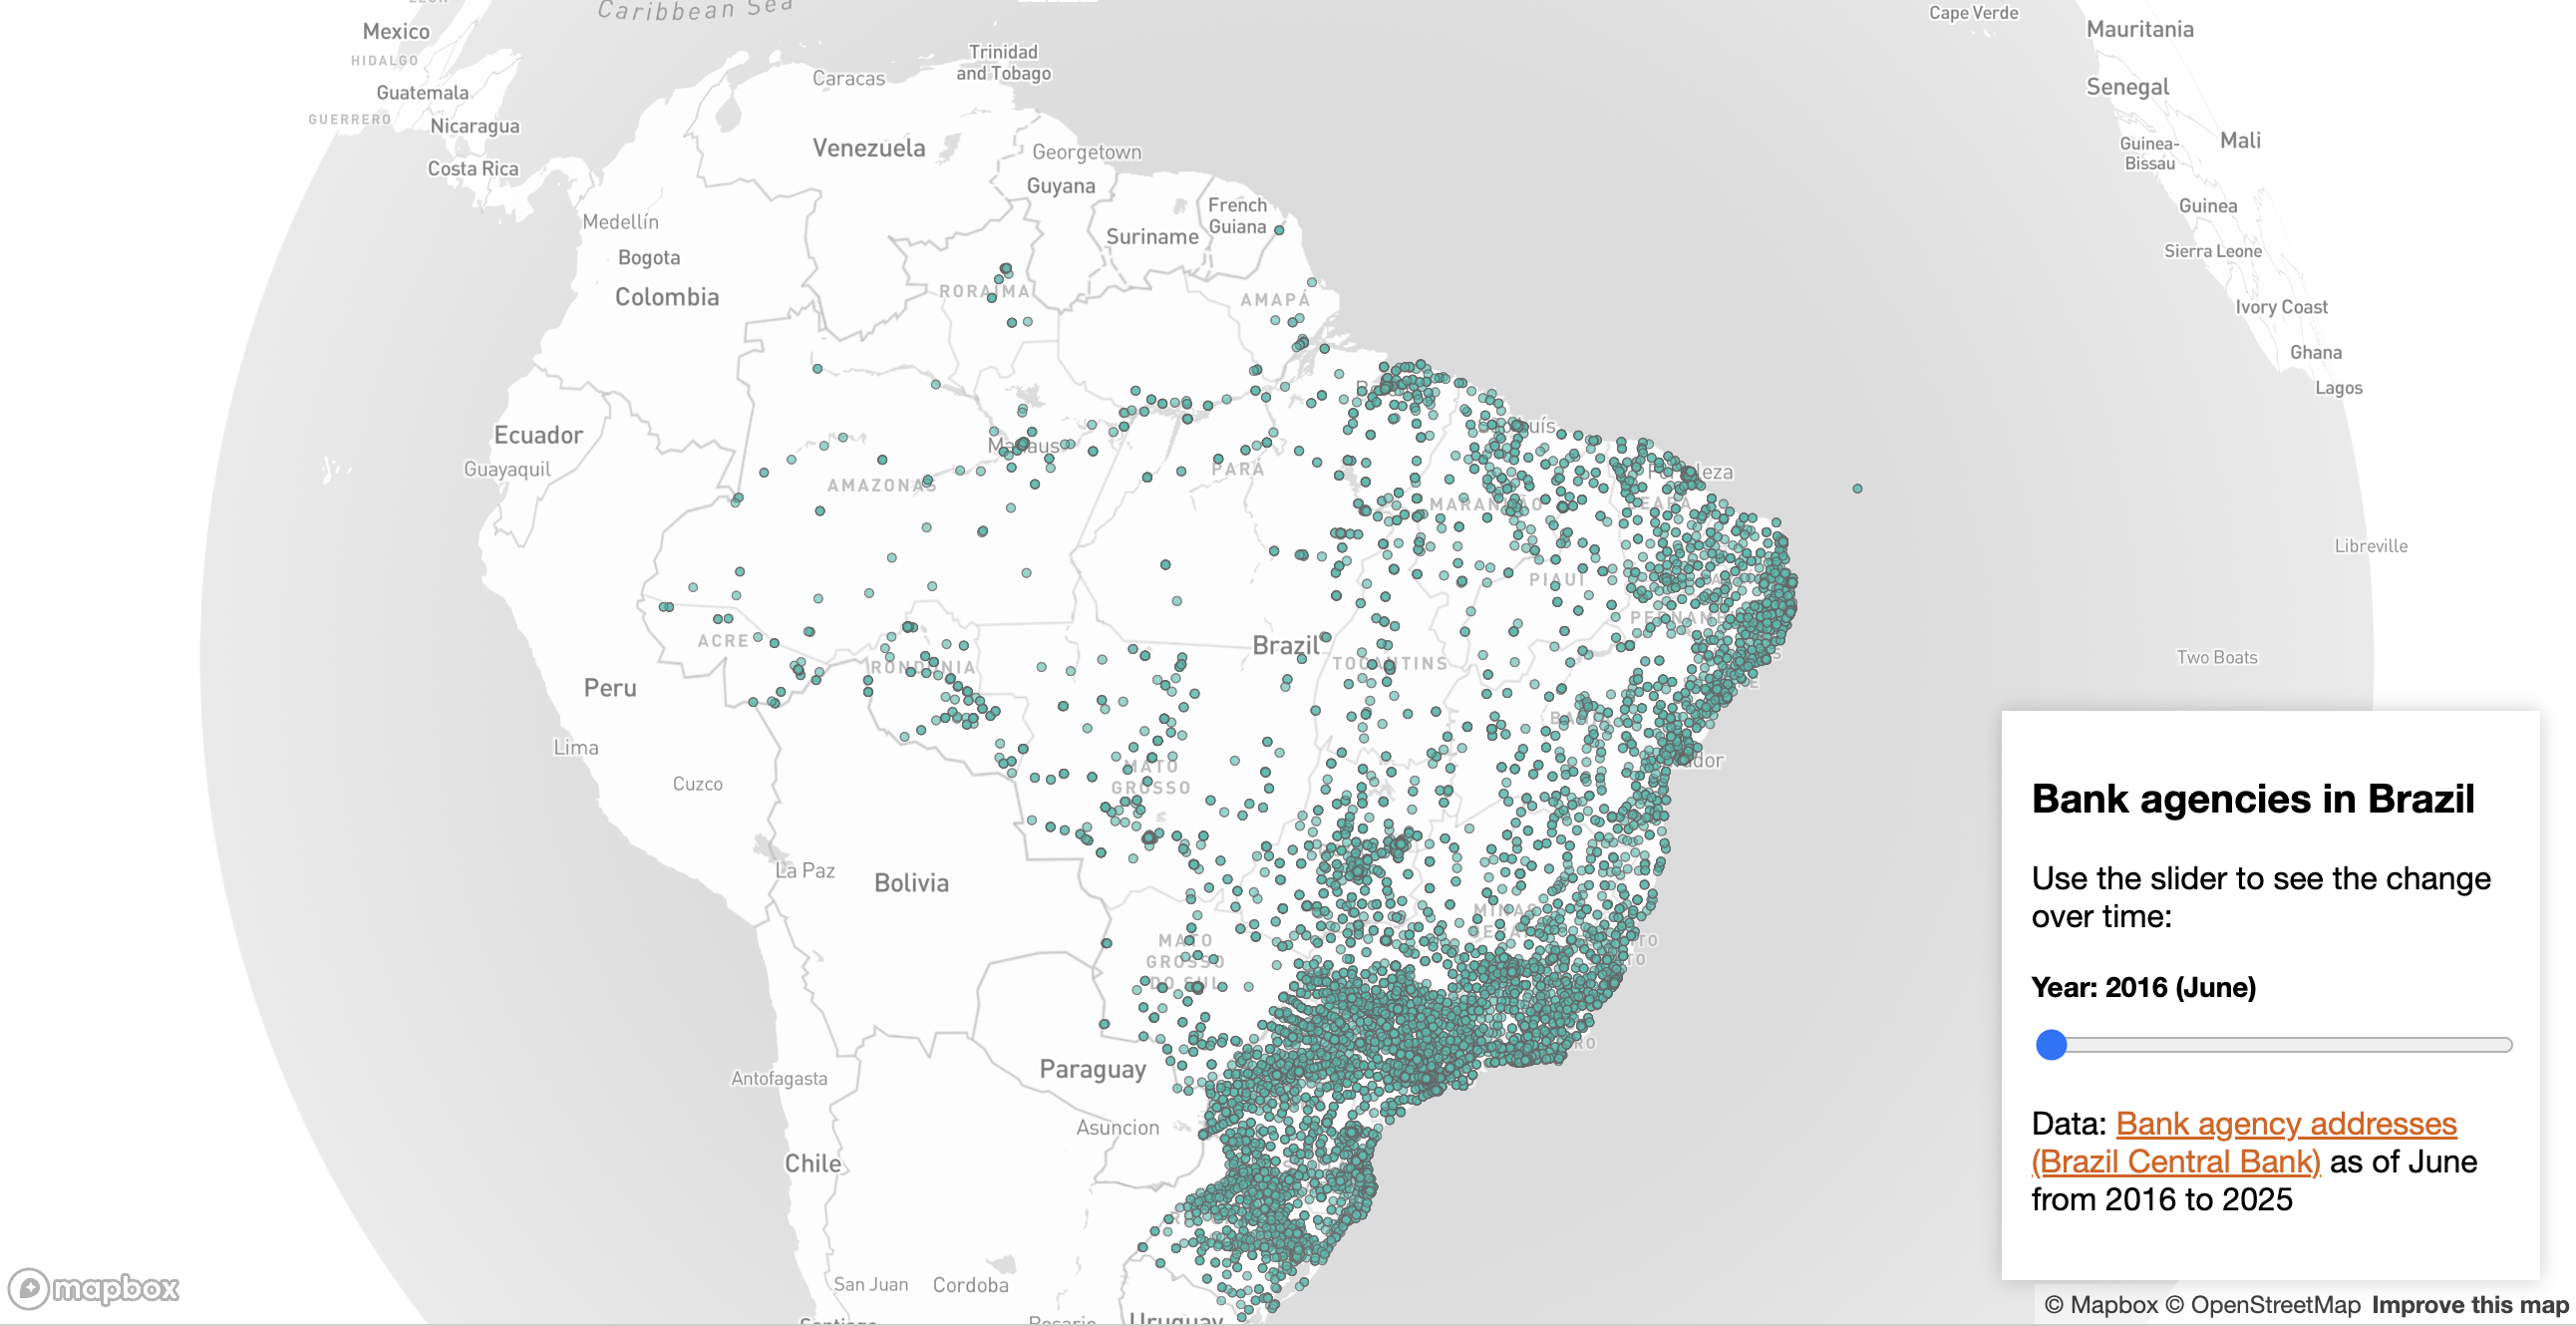 Caribbean Sea
Cape Verde
Mexico
HIDALGO
Guatemala
GUERRERO
Nicaragua
Costa Rica
Trinidad
and Tobago
Caracas
Venezuela
Georgetown
Guyana
Suriname
French
Guiana
Medellín
Bogota
Colombia
RORAIMA
AMAPÁ
Mauritania
Senegal
Mali
Guinea-
Bissau
Guinea
Sierra Leone
Ivory Coast
Ghana
Lagos
Ecuador
Guayaquil
Manaus
AMAZONAS
PARÁ
MARANHÃO
CEARÁ
Libreville
PIAUÍ
ACRE
RONDÔNIA
Brazil
TOCANTINS
Two Boats
Peru
Lima
Cuzco
MATO
GROSSO
La Paz
Bolivia
MINAS
MATO
GROSSO
DO SUL
Paraguay
Antofagasta
Asuncion
Chile
San Juan
Cordoba
Santiago
Rosario
Uruguay
Bank agencies in Brazil
Use the slider to see the change
over time:
Year: 2016 (June)
Data: Bank agency addresses
(Brazil Central Bank) as of June
from 2016 to 2025
mapbox
© Mapbox © OpenStreetMap Improve this map